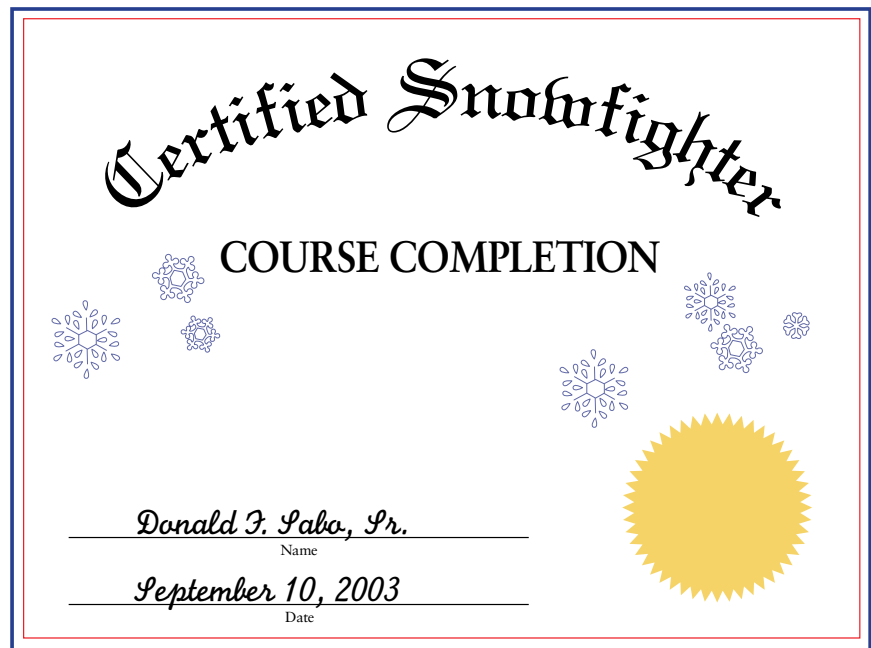 Certified Snowfighter
COURSE COMPLETION
Donald F. Sabo, Sr.
Name
September 10, 2003
Date